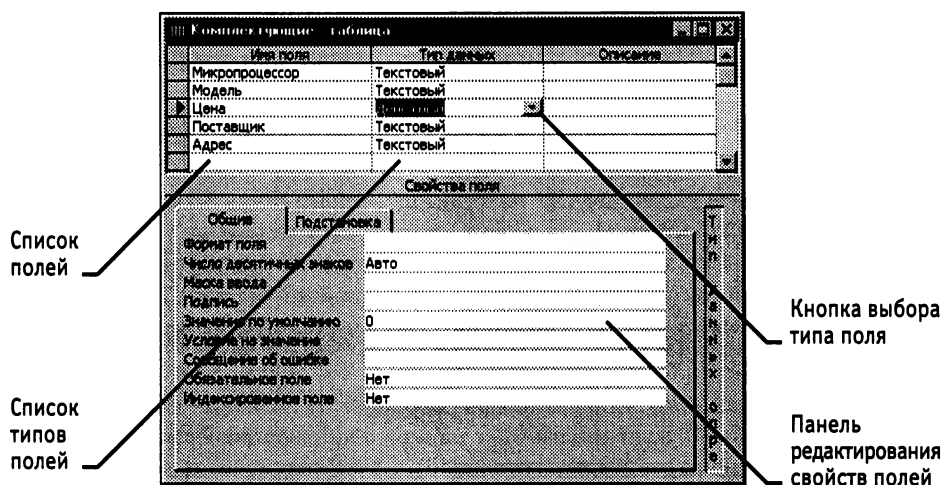 Комплектующие таблица
Имя поля Тип данных Описание
Микропроцессор Текстовый
Модель Текстовый
Цена
Поставщик Текстовый
Адрес Текстовый
Свойства поля
Общие Подстановка
Формат поля
Число десятичных знаков Авто
Маска ввода
Подпись
Значение по умолчанию 0
Условие на значение
Сообщение об ошибке
Обязательное поле Нет
Индексированное поле Нет
Список
полей
Список
типов
полей
Кнопка выбора
типа поля
Панель
редактирования
свойств полей